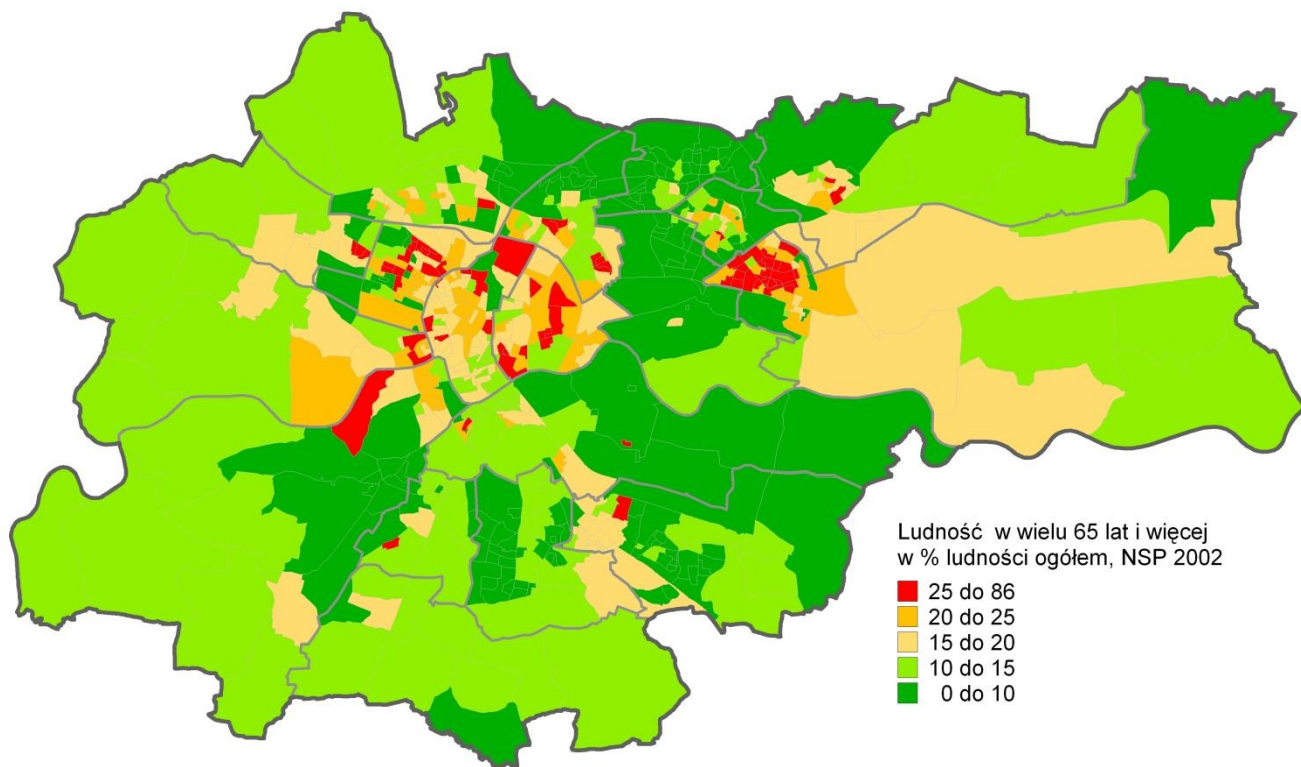 Ludność w wielu 65 lat i więcej
w % ludności ogółem, NSP 2002
25 do 86
20 do 25
15 do 20
10 do 15
0 do 10